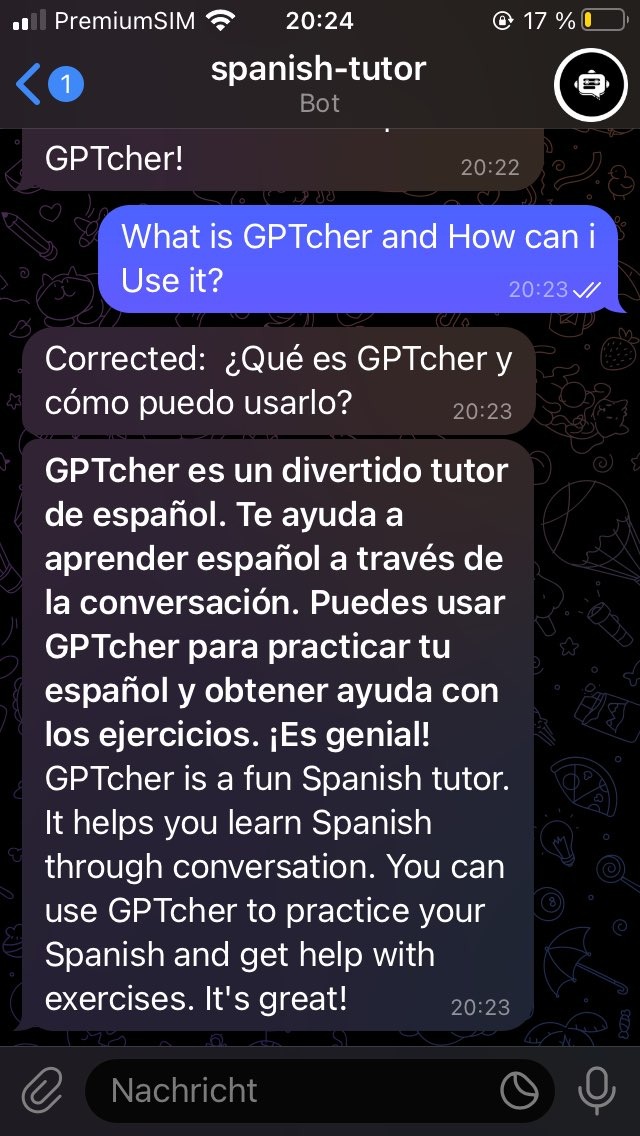 PremiumSIM 20:24 17 %
1 spanish-tutor
Bot
GPTcher! 20:22
What is GPTcher and How can i
Use it? 20:23
Corrected:  ¿Qué es GPTcher y
cómo puedo usarlo? 20:23
GPTcher es un divertido tutor
de español. Te ayuda a
aprender español a través de
la conversación. Puedes usar
GPTcher para practicar tu
español y obtener ayuda con
los ejercicios. ¡Es genial!
GPTcher is a fun Spanish tutor.
It helps you learn Spanish
through conversation. You can
use GPTcher to practice your
Spanish and get help with
exercises. It's great! 20:23
Nachricht